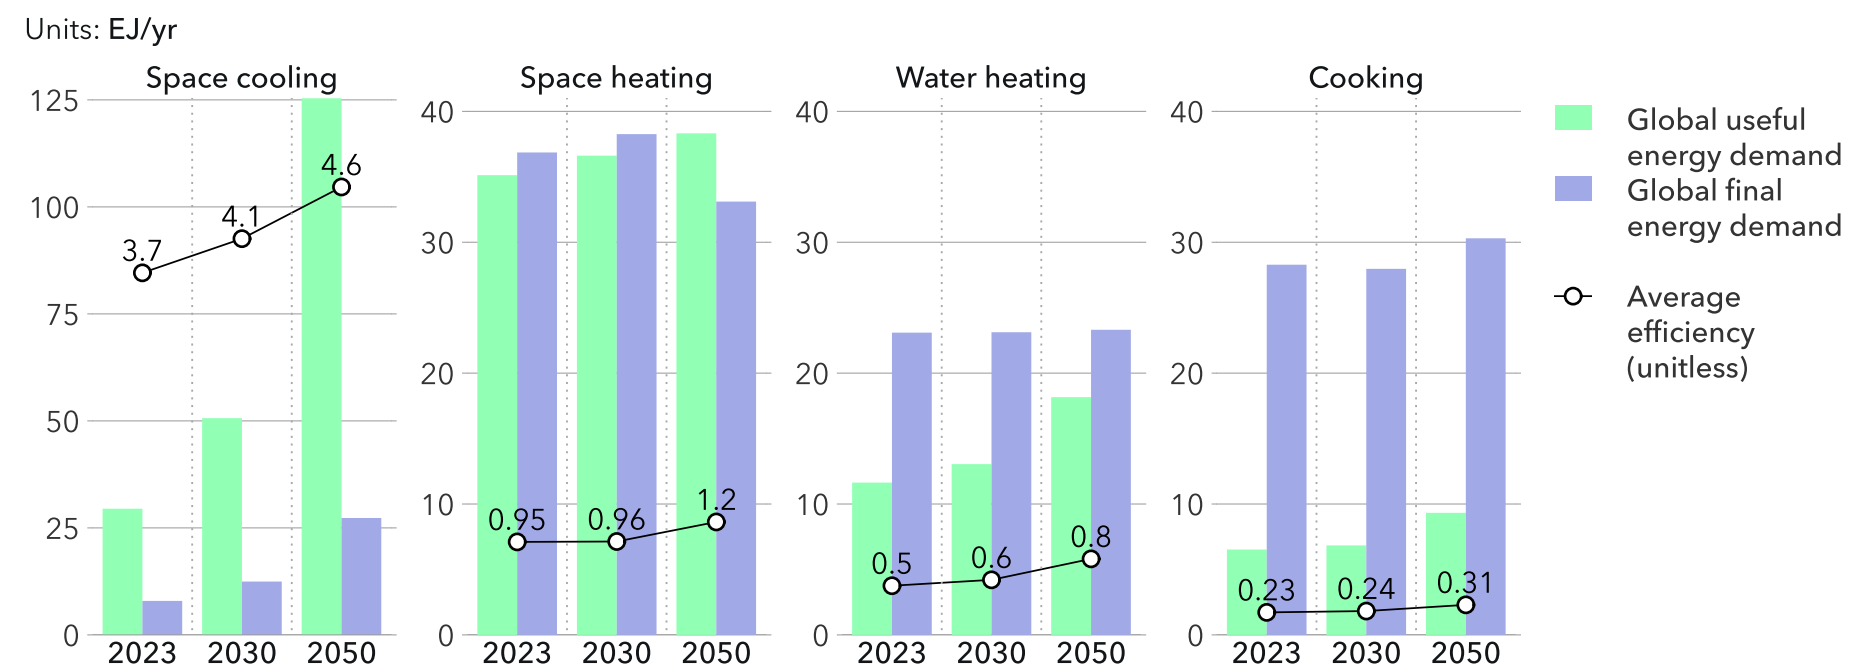 Units: EJ/yr
Space cooling
125
100
75
50
25
0
3.7
4.1
4.6
2023 2030 2050
Space heating
40
30
20
10
0
0.95
0.96
1.2
2023 2030 2050
Water heating
40
30
20
10
0
0.5
0.6
0.8
2023 2030 2050
Cooking
40
30
20
10
0
0.23
0.24
0.31
2023 2030 2050
Global useful
energy demand
Global final
energy demand
Average
efficiency
(unitless)